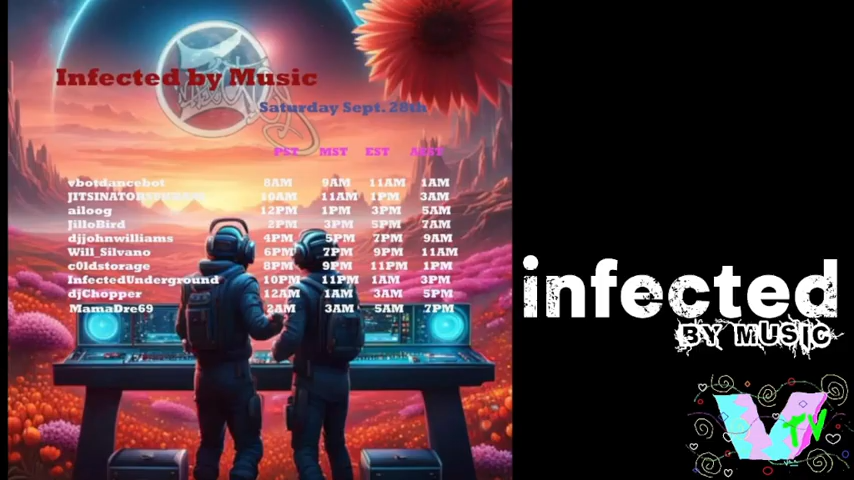 Infected by Music
Saturday Sept. 28th
PST MST EST
vbotdancebot 8AM 9AM 11AM 1AM
10AM 11AM 1PM 3AM
ailoog 12PM 1PM 3PM 5AM
JilloBird 2PM 3PM 5PM 7AM
djjohnwilliams 4PM 5PM 7PM 9AM
Will_Silvano 6PM 7PM 9PM 11AM
c0ldstorage 8PM 9PM 11PM 1PM
InfectedUnderground 10PM 11PM 1AM 3PM
djChopper 12AM 1AM 3AM 5PM
MamaDre69 2AM 3AM 5AM 7PM
infected
BY MUSIC
V TV